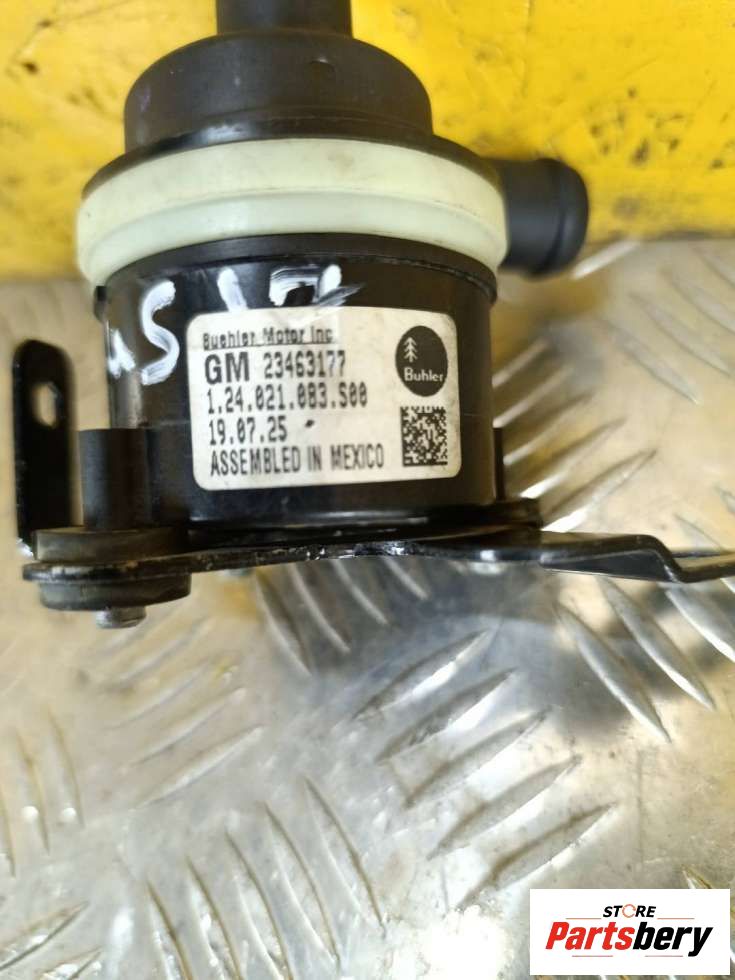 Buehler Motor Inc
GM 23463177
1.24.021.083.S00
19.07.25
ASSEMBLED IN MEXICO
Buhler
STORE
Partsbery